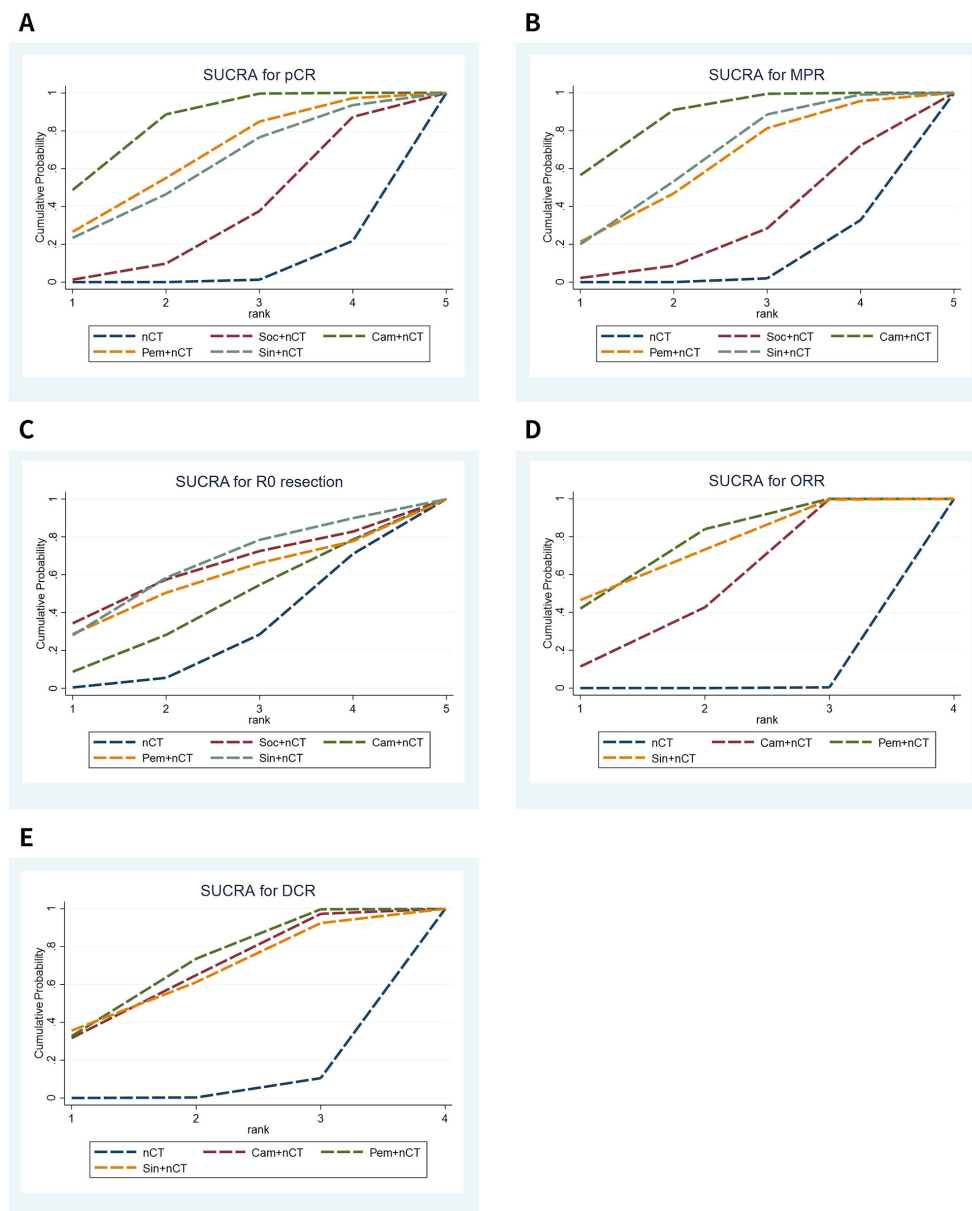 A
SUCRA for pCR
Cumulative Probability
1
.8
.6
.4
.2
0
1 2 3 4 5
rank
nCT Soc+nCT Cam+nCT
Pem+nCT Sin+nCT
B
SUCRA for MPR
Cumulative Probability
1
.8
.6
.4
.2
0
1 2 3 4 5
rank
nCT Soc+nCT Cam+nCT
Pem+nCT Sin+nCT
C
SUCRA for R0 resection
Cumulative Probability
1
.8
.6
.4
.2
0
1 2 3 4 5
rank
nCT Soc+nCT Cam+nCT
Pem+nCT Sin+nCT
D
SUCRA for ORR
Cumulative Probability
1
.8
.6
.4
.2
0
1 2 3 4
rank
nCT Cam+nCT Pem+nCT
Sin+nCT
E
SUCRA for DCR
Cumulative Probability
1
.8
.6
.4
.2
0
1 2 3 4
rank
nCT Cam+nCT Pem+nCT
Sin+nCT